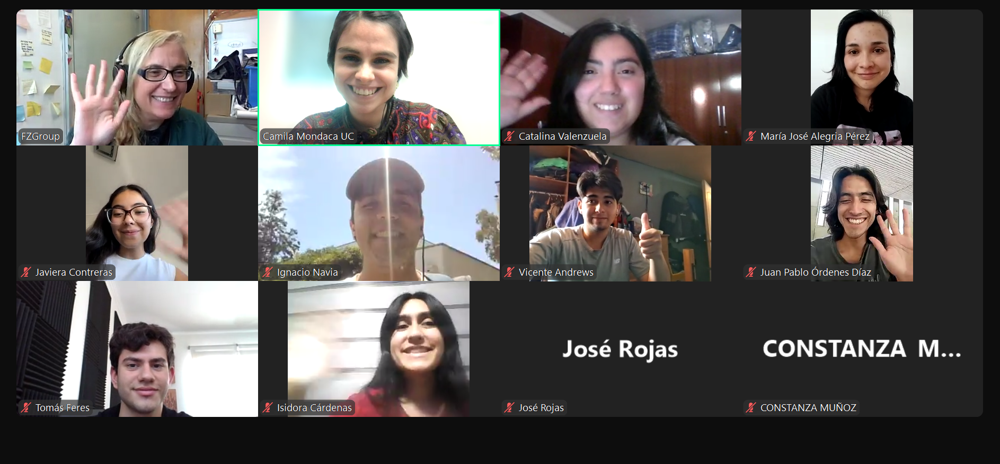 FZGroup
Camila Mondaca UC
Catalina Valenzuela
María José Alegria Pérez
Javiera Contreras
Ignacio Navia
Vicente Andrews
Juan Pablo Órdenes Díaz
Tomás Feres
Isidora Cárdenas
José Rojas
José Rojas
CONSTANZA M...
CONSTANZA MUÑOZ